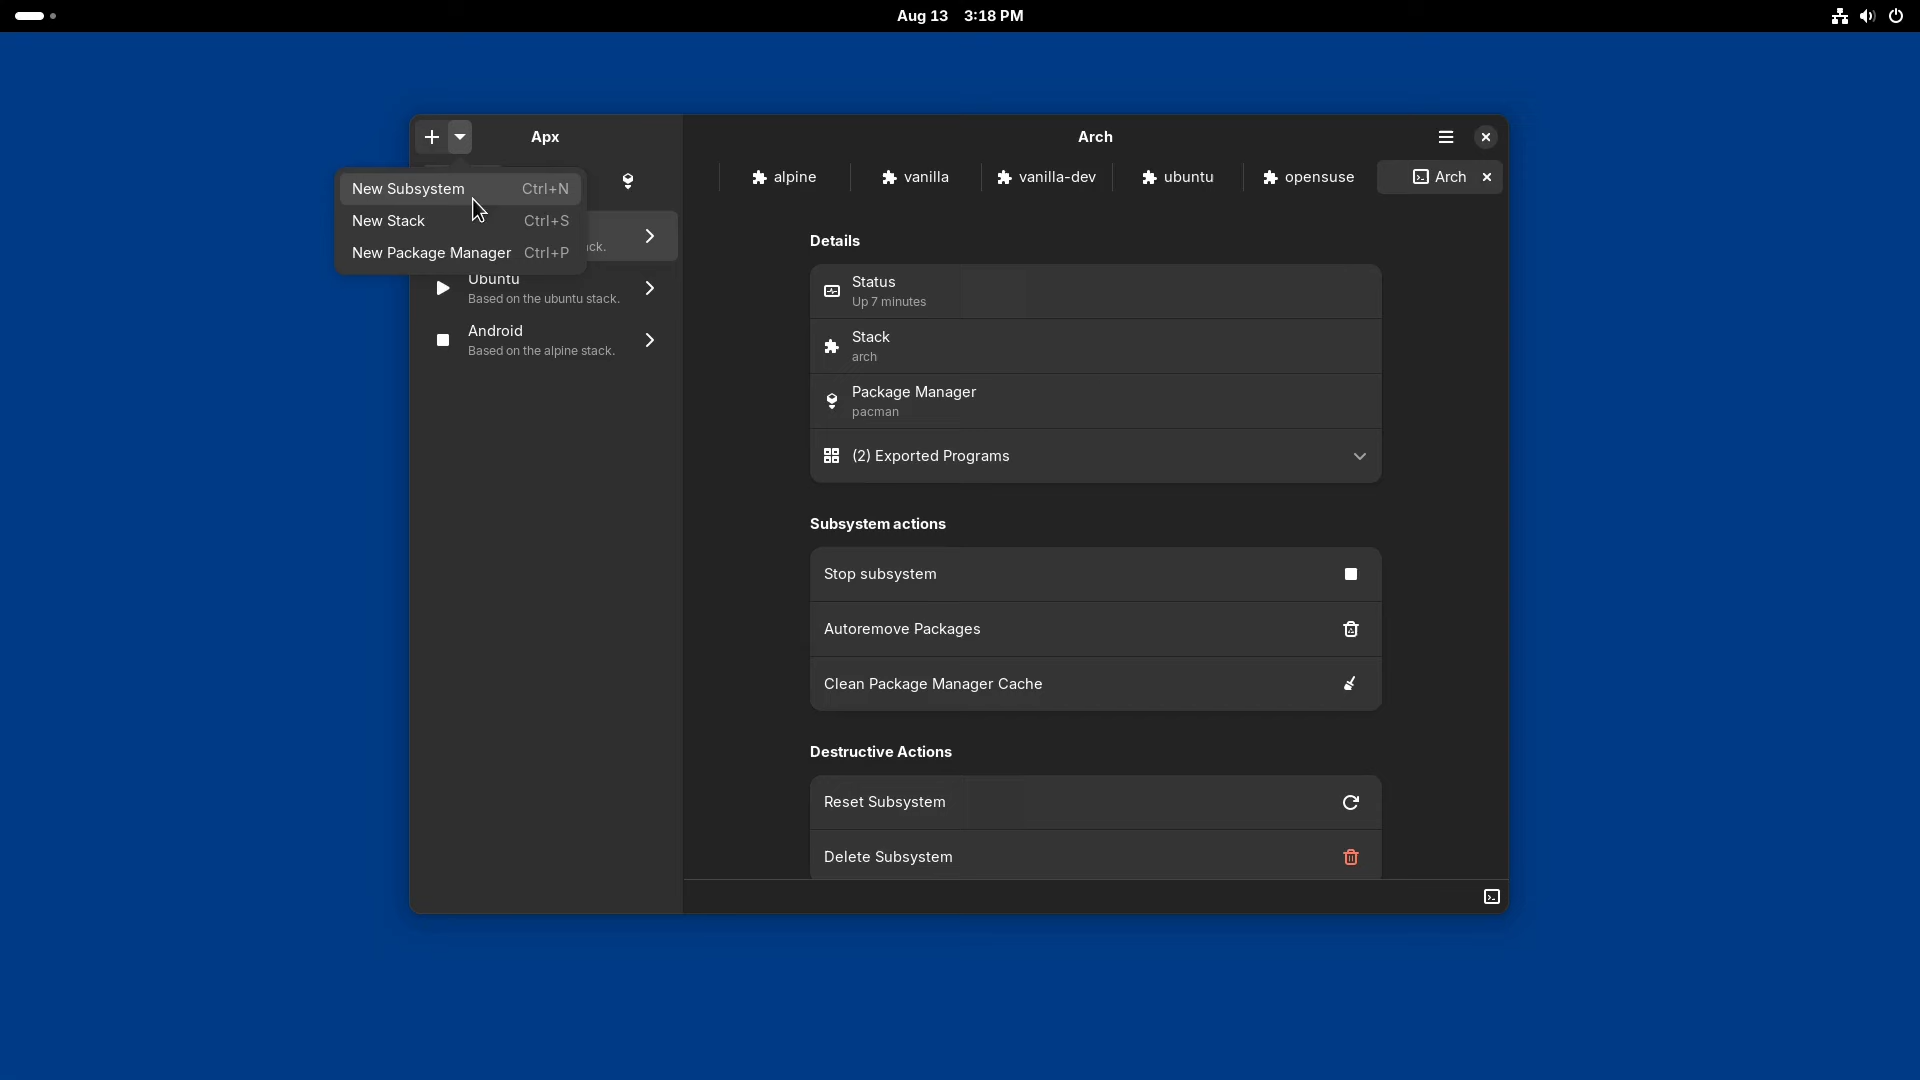 Aug 13 3:18 PM
Apx
Arch
New Subsystem Ctrl+N
New Stack Ctrl+S
New Package Manager Ctrl+P
Ubuntu
Based on the ubuntu stack.
Android
Based on the alpine stack.
alpine vanilla vanilla-dev ubuntu opensuse Arch
Details
Status
Up 7 minutes
Stack
arch
Package Manager
pacman
(2) Exported Programs
Subsystem actions
Stop subsystem
Autoremove Packages
Clean Package Manager Cache
Destructive Actions
Reset Subsystem
Delete Subsystem